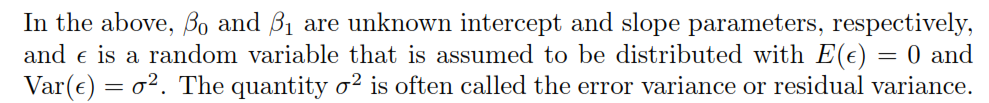 In the above, β₀ and β₁ are unknown intercept and slope parameters, respectively,
and ϵ is a random variable that is assumed to be distributed with E(ϵ) = 0 and
Var(ϵ) = σ². The quantity σ² is often called the error variance or residual variance.